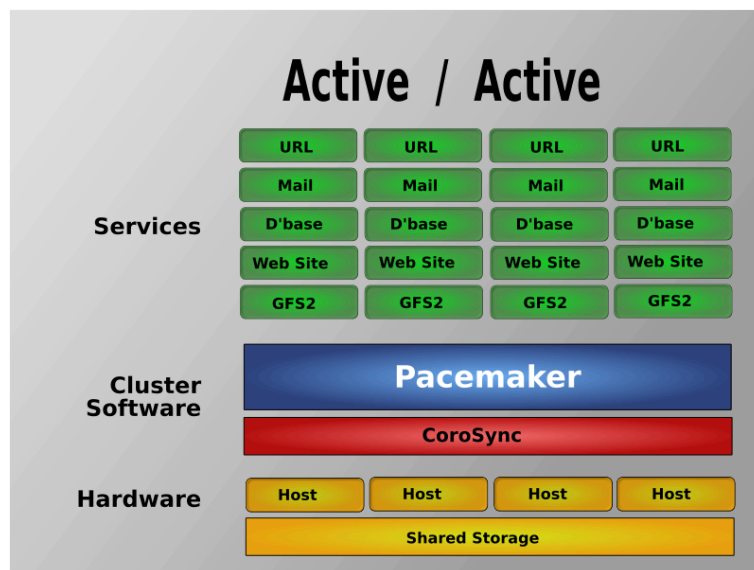 Active / Active
URL URL URL URL
Mail Mail Mail Mail
Services
D'base D'base D'base D'base
Web Site Web Site Web Site Web Site
GFS2 GFS2 GFS2 GFS2
Cluster
Software
Pacemaker
CoroSync
Hardware
Host Host Host Host
Shared Storage